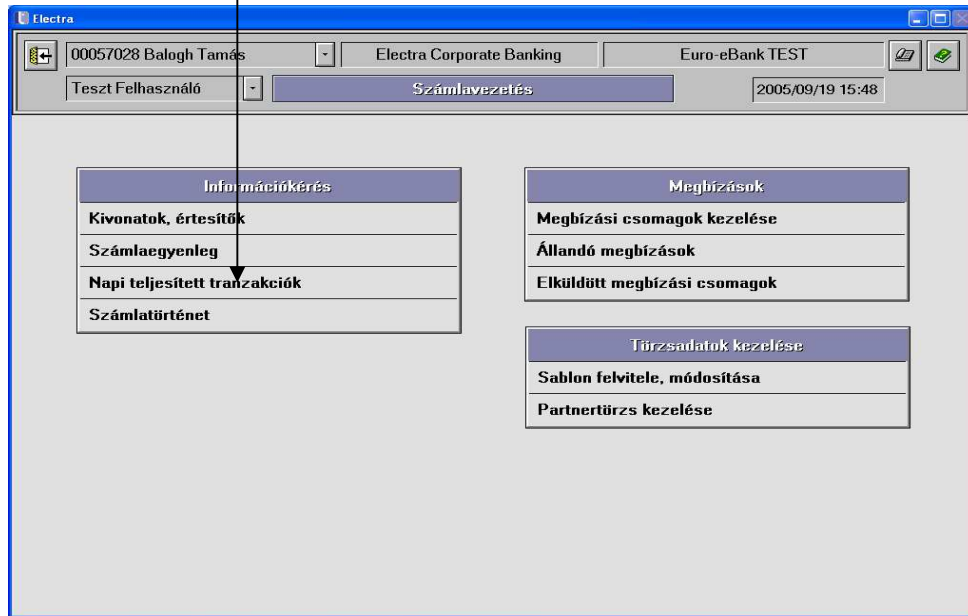 Electra
00057028 Balogh Tamás
Electra Corporate Banking
Euro-eBank TEST
Teszt Felhasználó
Számlavezetés
2005/09/19 15:48
Információkérés
Kivonatok, értesítők
Számlaegyenleg
Napi teljesített tranzakciók
Számlatörténet
Megbízások
Megbízási csomagok kezelése
Állandó megbízások
Elküldött megbízási csomagok
Törzsadatok kezelése
Sablon felvitele, módosítása
Partnertörzs kezelése